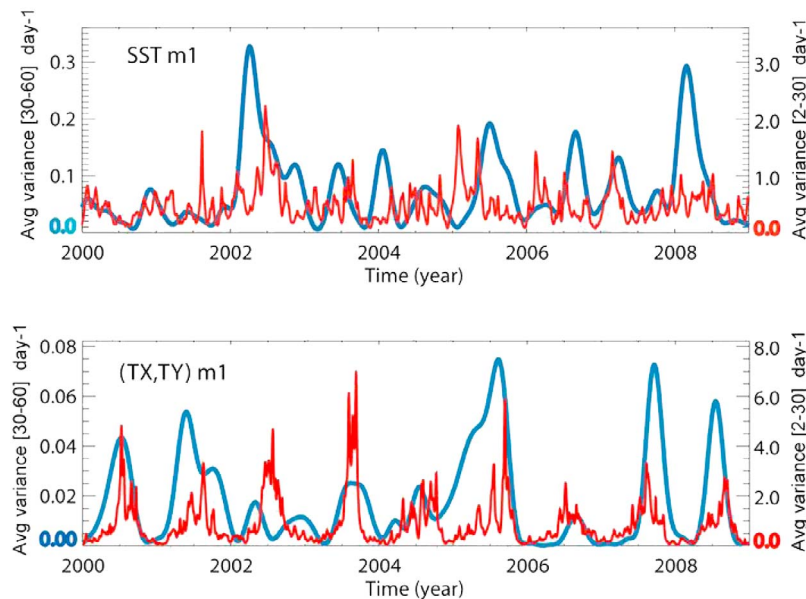 SST m1
Avg variance [30-60]  day-1
0.3
0.2
0.1
0.0
3.0
2.0
1.0
0.0
Avg variance [2-30]  day-1
2000 2002 2004 2006 2008
Time (year)
(TX,TY) m1
Avg variance [30-60]  day-1
0.08
0.06
0.04
0.02
0.00
8.0
6.0
4.0
2.0
0.0
Avg variance [2-30]  day-1
2000 2002 2004 2006 2008
Time (year)